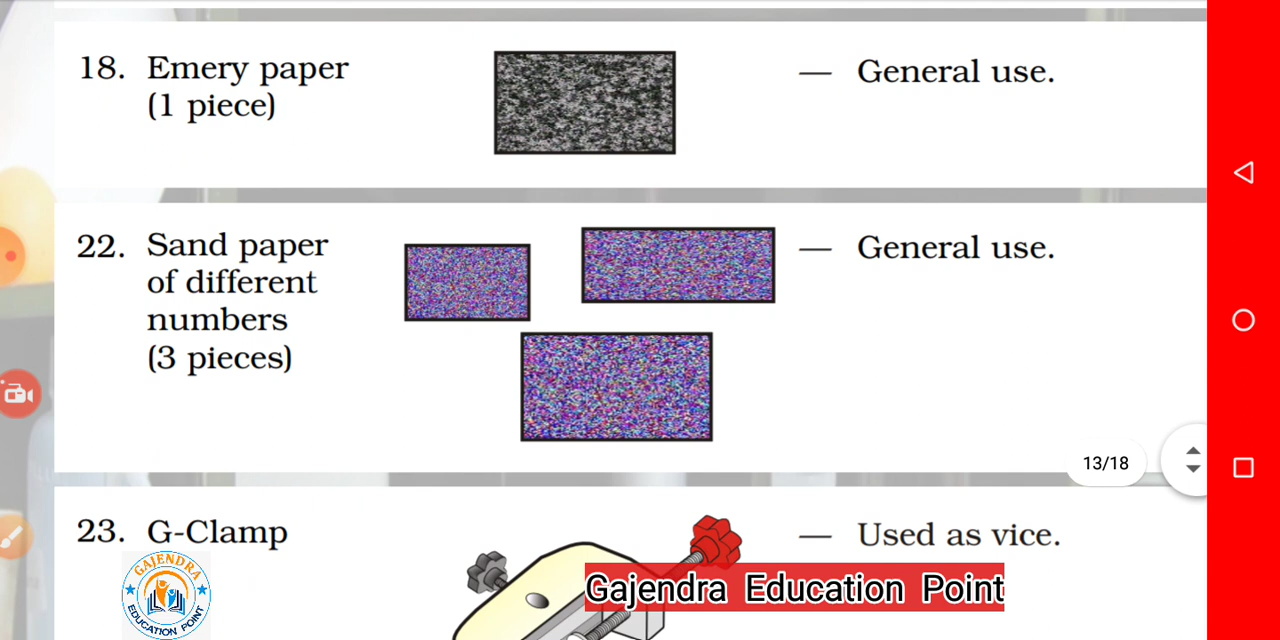 18. Emery paper — General use.
(1 piece)
22. Sand paper — General use.
of different
numbers
(3 pieces)
13/18
23. G-Clamp — Used as vice.
GAJENDRA
EDUCATION POINT
Gajendra Education Point